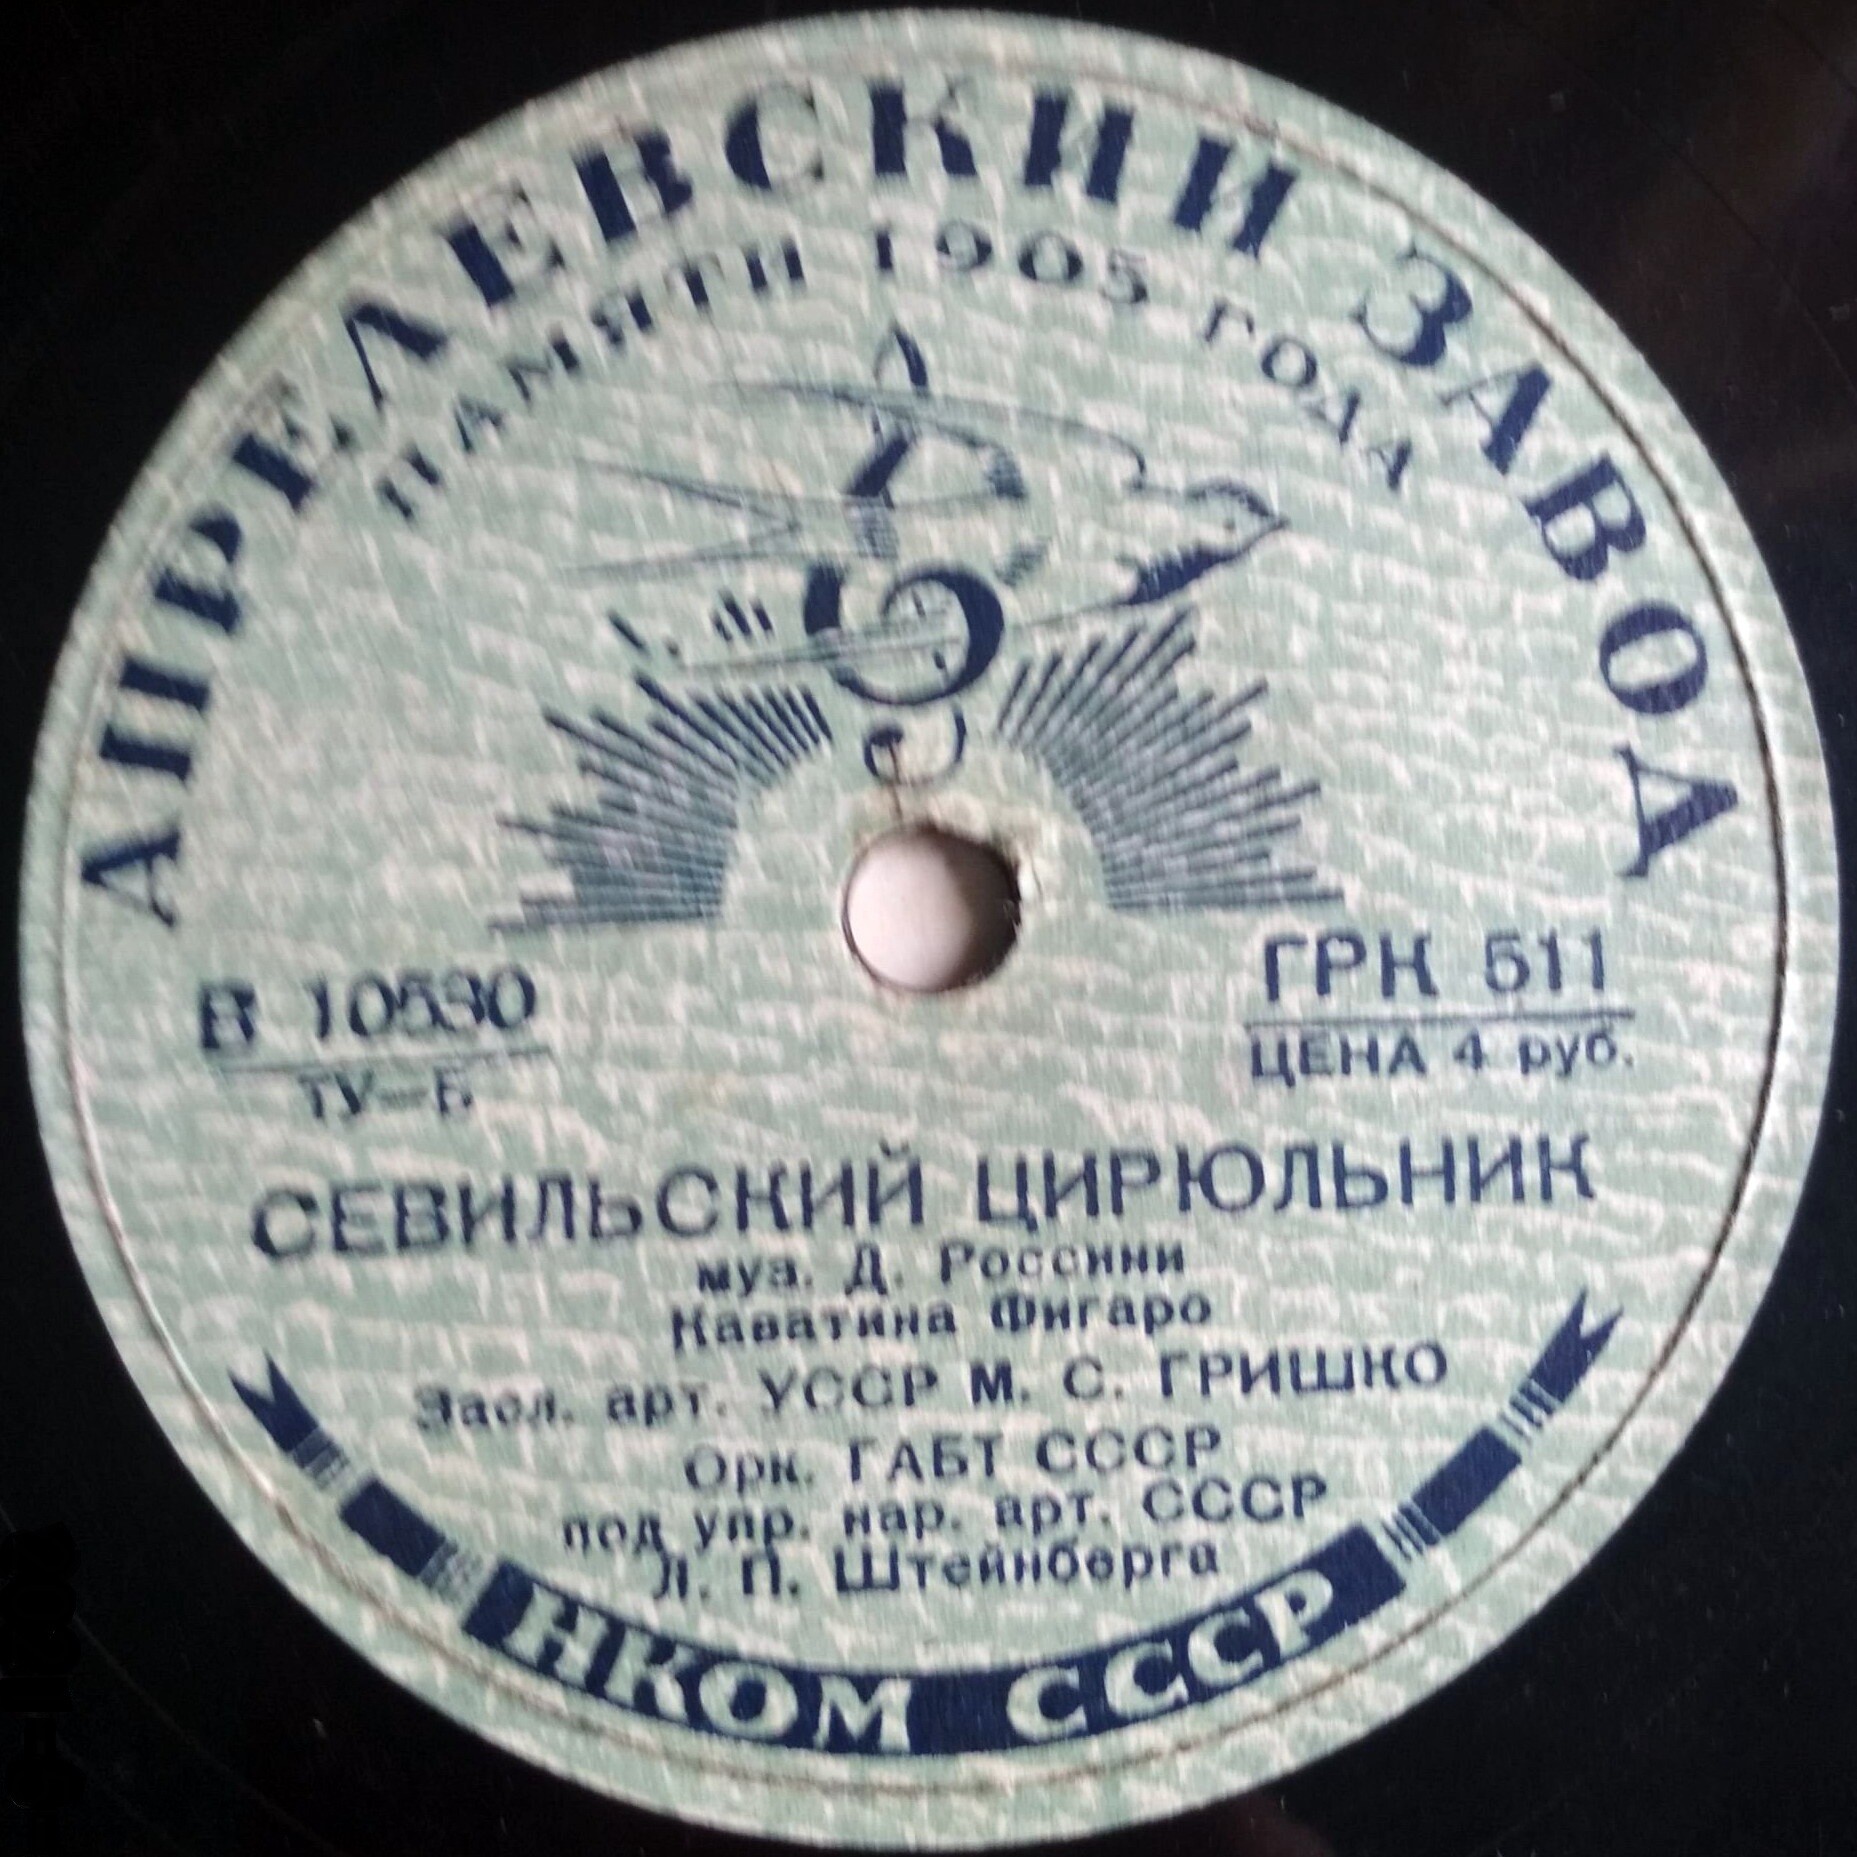 АПРЕЛЕВСКИЙ ЗАВОД
ПАМЯТИ 1905 ГОДА
В 10530
ТУ—Б
ГРК 511
ЦЕНА 4 руб.
СЕВИЛЬСКИЙ ЦИРЮЛЬНИК
муз. Д. Россини
Каватина Фигаро
Засл. арт. УССР М. С. ГРИШКО
Орк. ГАБТ СССР
под упр. нар. арт. СССР
Л. П. Штейнберга
НКОМ СССР